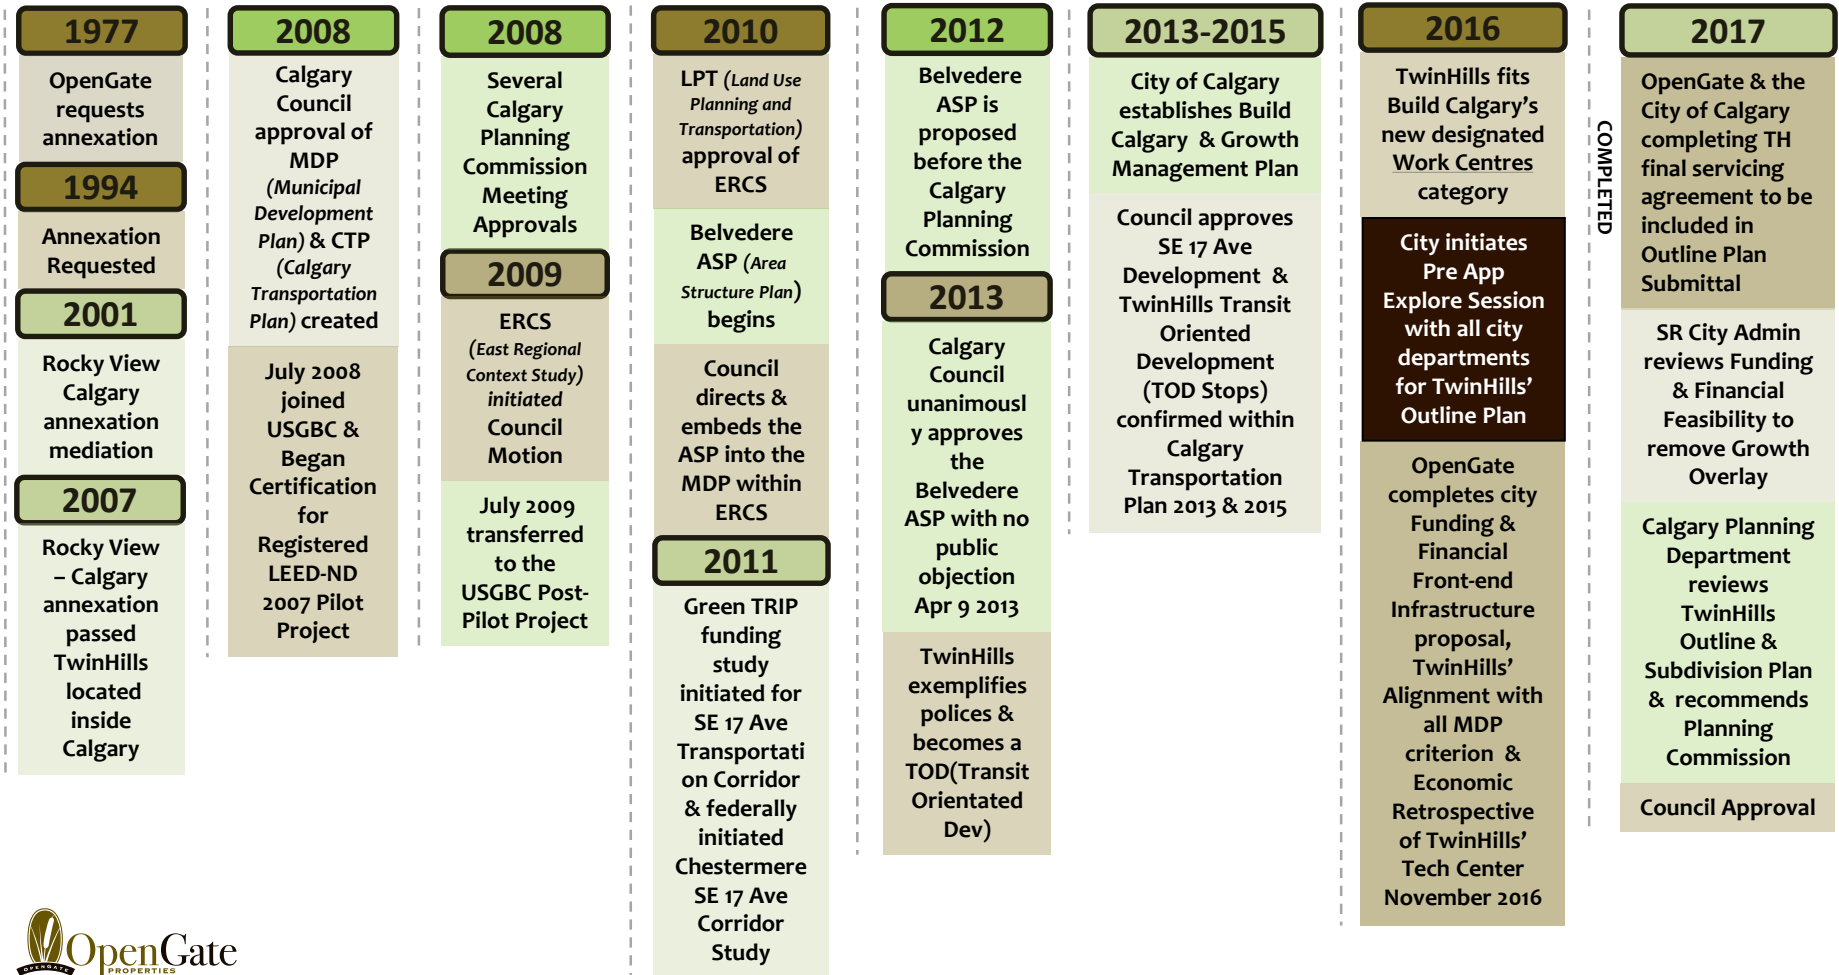 1977
OpenGate
requests
annexation
1994
Annexation
Requested
2001
Rocky View
Calgary
annexation
mediation
2007
Rocky View
– Calgary
annexation
passed
TwinHills
located
inside
Calgary
2008
Calgary
Council
approval of
MDP
(Municipal
Development
Plan) & CTP
(Calgary
Transportation
Plan) created
July 2008
joined
USGBC &
Began
Certification
for
Registered
LEED-ND
2007 Pilot
Project
2008
Several
Calgary
Planning
Commission
Meeting
Approvals
2009
ERCS
(East Regional
Context Study)
initiated
Council
Motion
July 2009
transferred
to the
USGBC Post-
Pilot Project
2010
LPT (Land Use
Planning and
Transportation)
approval of
ERCS
Belvedere
ASP (Area
Structure Plan)
begins
Council
directs &
embeds the
ASP into the
MDP within
ERCS
2011
Green TRIP
funding
study
initiated for
SE 17 Ave
Transportati
on Corridor
& federally
initiated
Chestermere
SE 17 Ave
Corridor
Study
2012
Belvedere
ASP is
proposed
before the
Calgary
Planning
Commission
2013
Calgary
Council
unanimousl
y approves
the
Belvedere
ASP with no
public
objection
Apr 9 2013
TwinHills
exemplifies
polices &
becomes a
TOD(Transit
Orientated
Dev)
2013-2015
City of Calgary
establishes Build
Calgary & Growth
Management Plan
Council approves
SE 17 Ave
Development &
TwinHills Transit
Oriented
Development
(TOD Stops)
confirmed within
Calgary
Transportation
Plan 2013 & 2015
2016
TwinHills fits
Build Calgary's
new designated
Work Centres
category
City initiates
Pre App
Explore Session
with all city
departments
for TwinHills'
Outline Plan
OpenGate
completes city
Funding &
Financial
Front-end
Infrastructure
proposal,
TwinHills'
Alignment with
all MDP
criterion &
Economic
Retrospective
of TwinHills'
Tech Center
November 2016
COMPLETED
2017
OpenGate & the
City of Calgary
completing TH
final servicing
agreement to be
included in
Outline Plan
Submittal
SR City Admin
reviews Funding
& Financial
Feasibility to
remove Growth
Overlay
Calgary Planning
Department
reviews
TwinHills
Outline &
Subdivision Plan
& recommends
Planning
Commission
Council Approval
OPENGATE
OpenGate
PROPERTIES